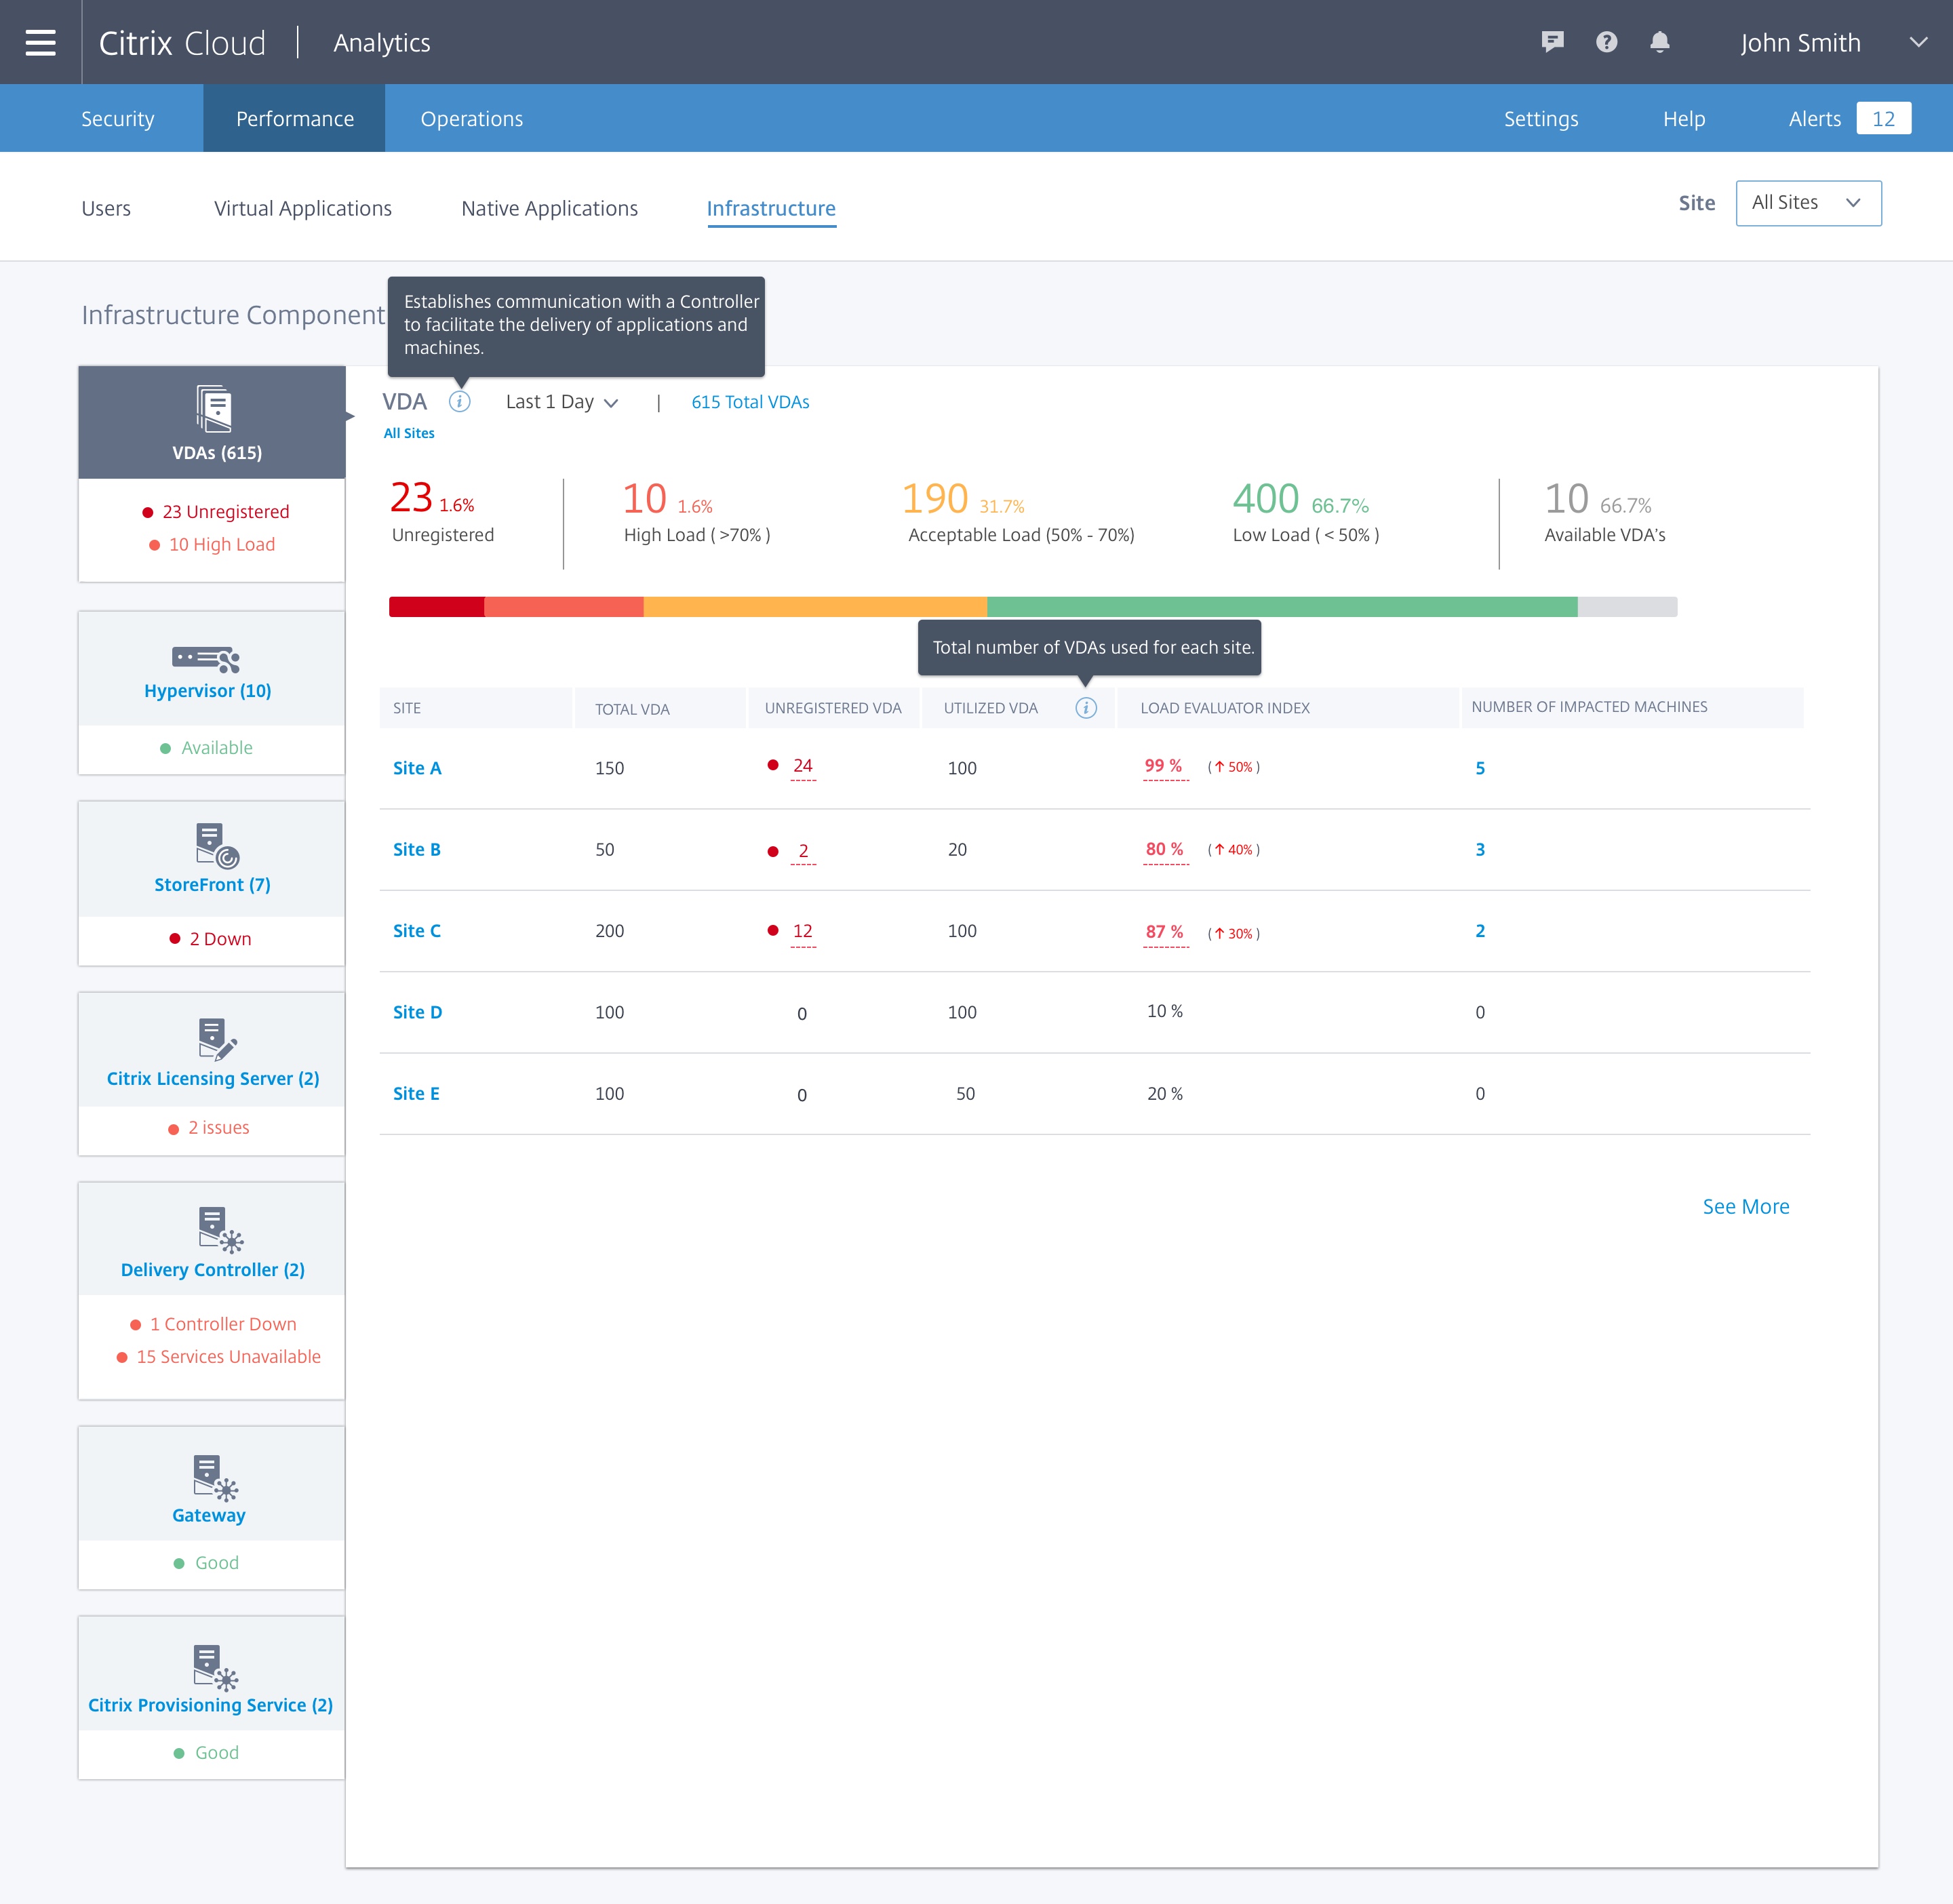 Citrix Cloud | Analytics
John Smith
Security Performance Operations Settings Help Alerts 12
Users Virtual Applications Native Applications Infrastructure Site All Sites
Infrastructure Component
Establishes communication with a Controller
to facilitate the delivery of applications and
machines.
VDA i Last 1 Day | 615 Total VDAs
All Sites
VDAs (615)
23 Unregistered
10 High Load
23 1.6%
Unregistered
10 1.6%
High Load ( >70% )
190 31.7%
Acceptable Load (50% - 70%)
400 66.7%
Low Load ( < 50% )
10 66.7%
Available VDA’s
Total number of VDAs used for each site.
SITE TOTAL VDA UNREGISTERED VDA UTILIZED VDA i LOAD EVALUATOR INDEX NUMBER OF IMPACTED MACHINES
Site A 150 24 100 99 % (↑ 50% ) 5
Site B 50 2 20 80 % (↑ 40% ) 3
Site C 200 12 100 87 % (↑ 30% ) 2
Site D 100 0 100 10 % 0
Site E 100 0 50 20 % 0
See More
Hypervisor (10)
Available
StoreFront (7)
2 Down
Citrix Licensing Server (2)
2 issues
Delivery Controller (2)
1 Controller Down
15 Services Unavailable
Gateway
Good
Citrix Provisioning Service (2)
Good